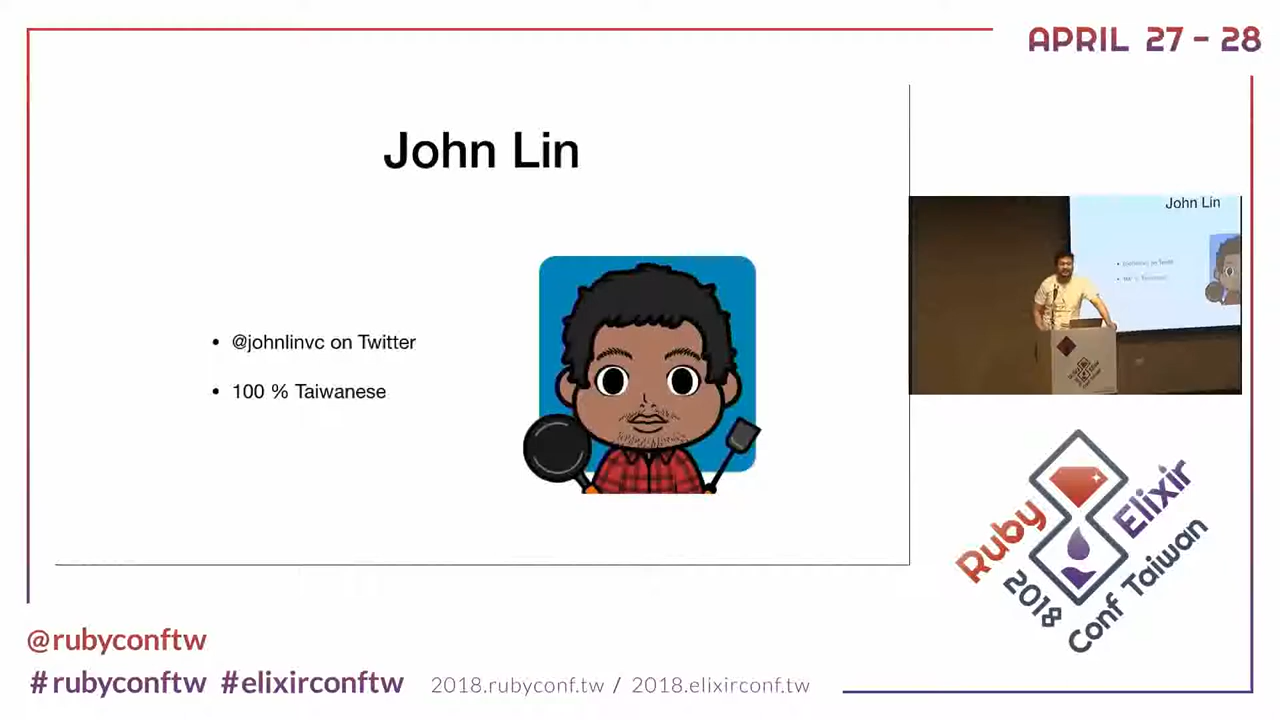 APRIL 27 - 28
John Lin
• @johnlinvc on Twitter
• 100 % Taiwanese
John Lin
Ruby Elixir
2018 Conf Taiwan
@rubyconftw
#rubyconftw #elixirconftw
2018.rubyconf.tw / 2018.elixirconf.tw